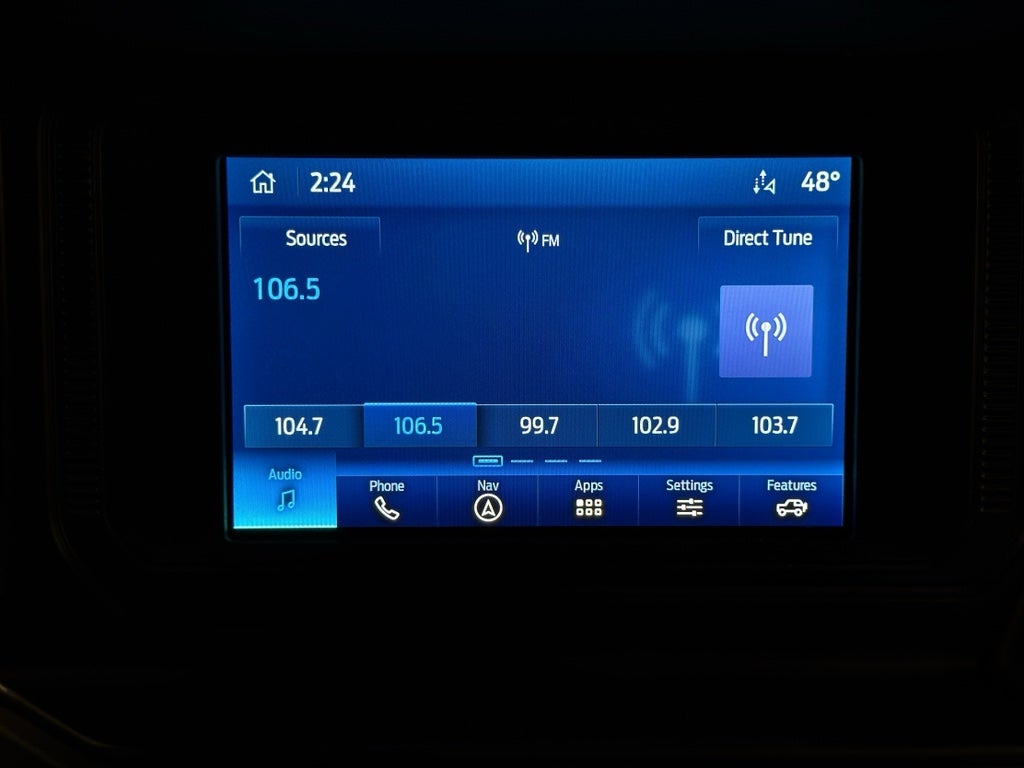 2:24 48°
Sources FM Direct Tune
106.5
104.7 106.5 99.7 102.9 103.7
Audio Phone Nav Apps Settings Features